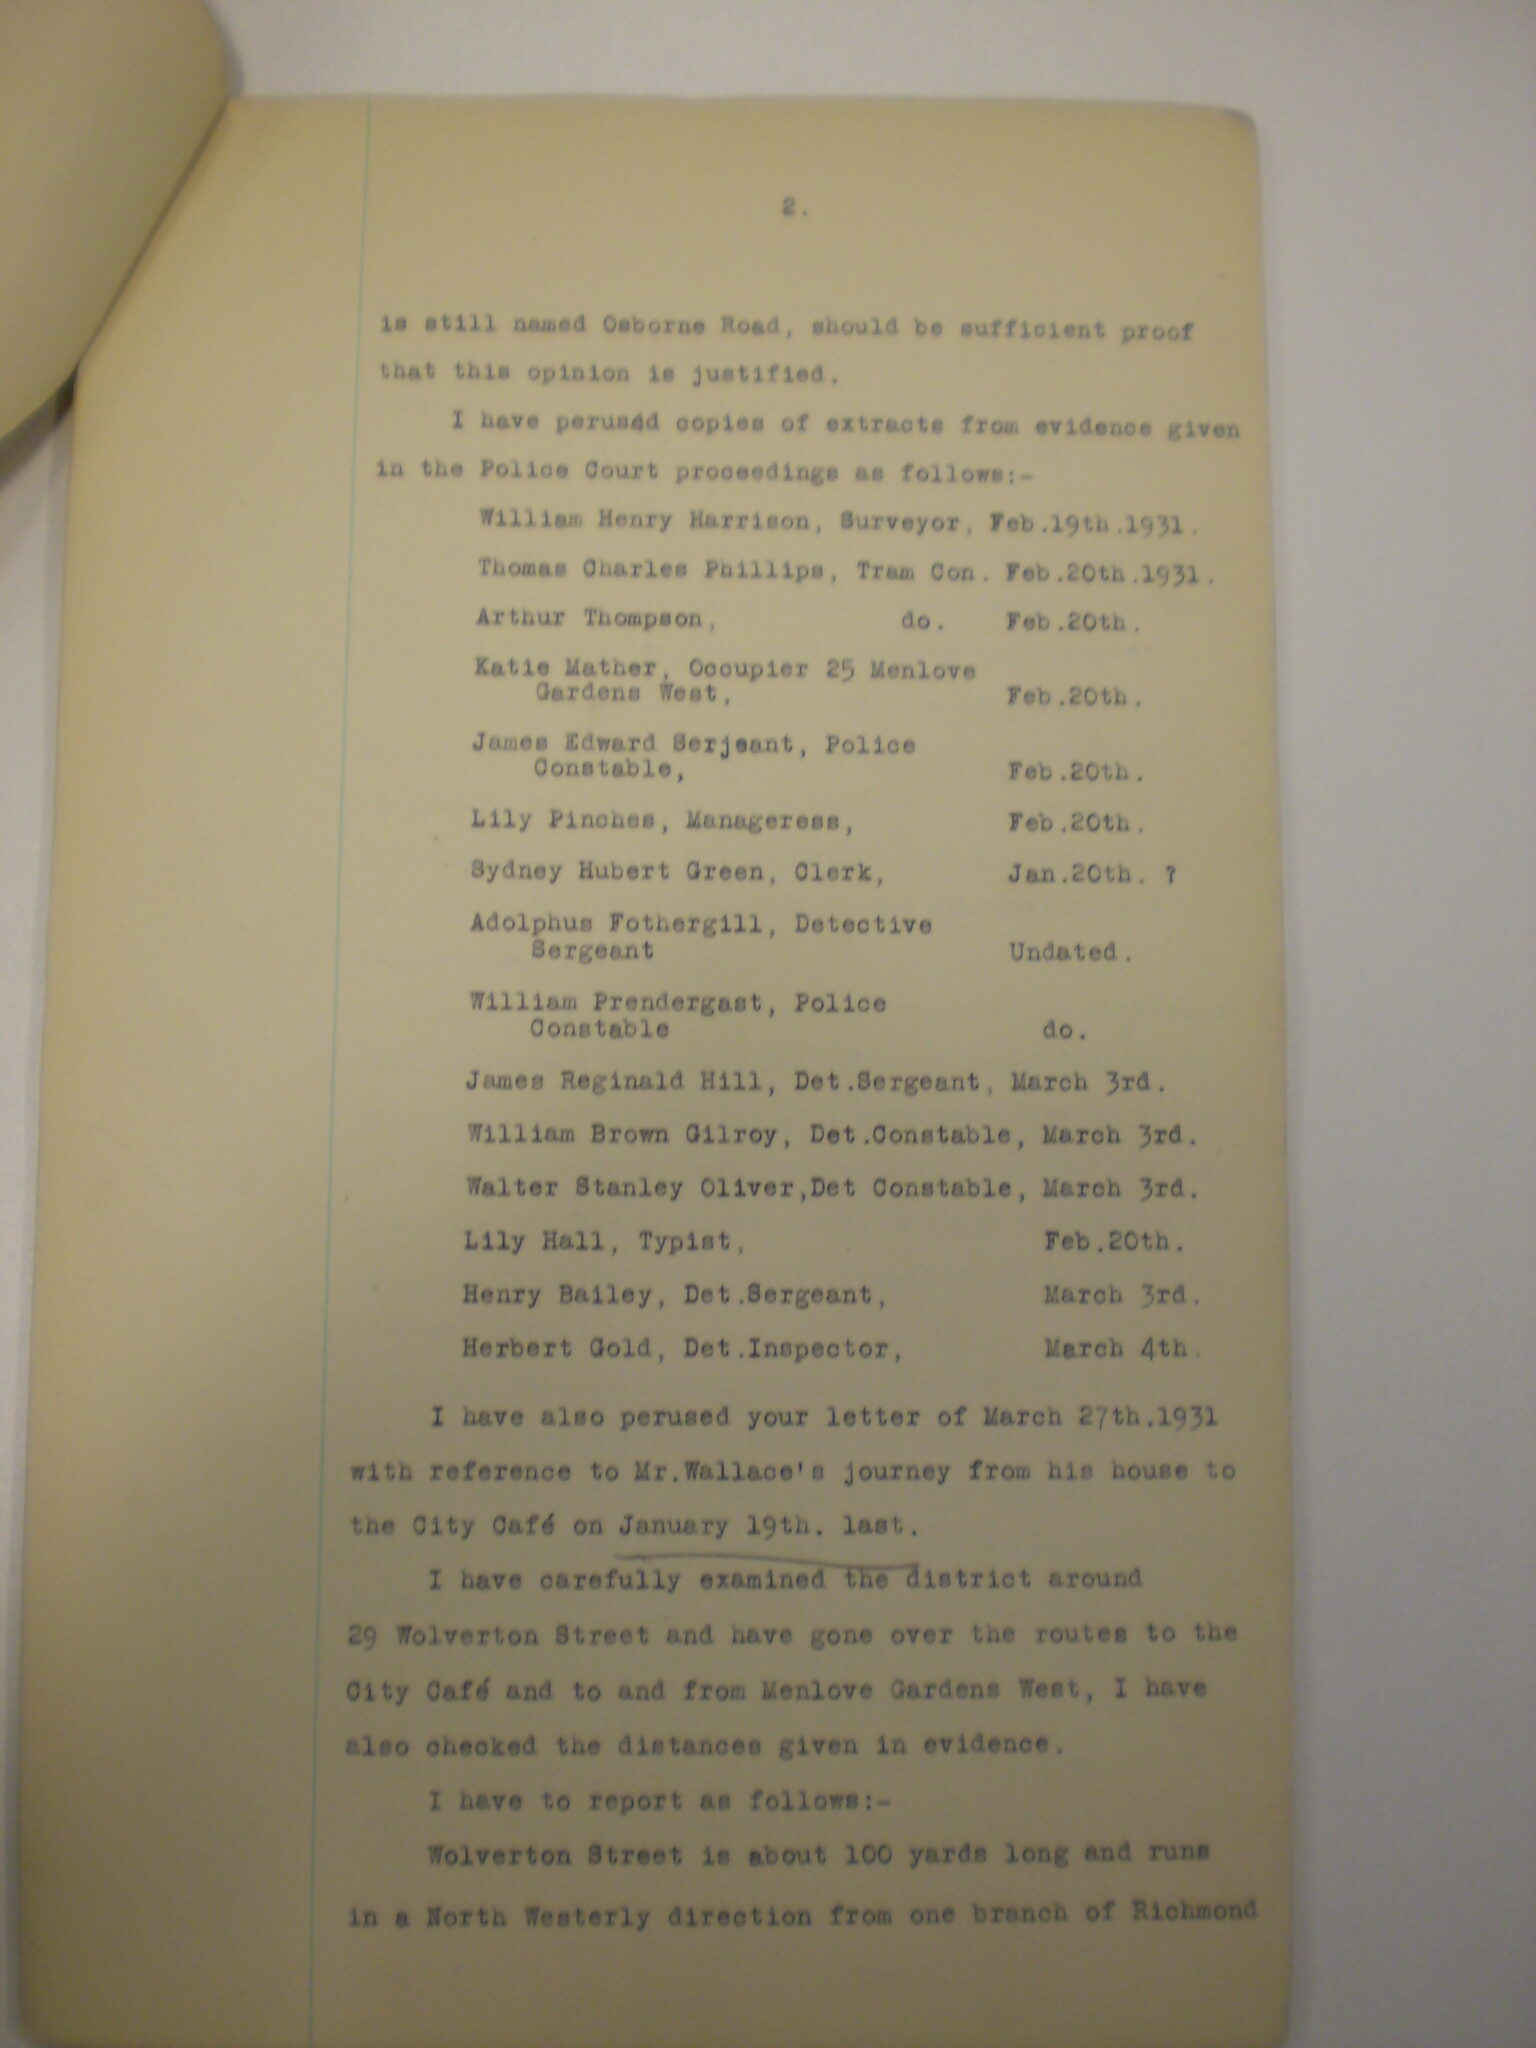 2.
is still named Osborne Road, should be sufficient proof
that this opinion is justified.
I have perused copies of extracts from evidence given
in the Police Court proceedings as follows:-
William Henry Harrison, Surveyor, Feb.19th.1931.
Thomas Charles Phillips, Tram Con. Feb.20th.1931.
Arthur Thompson, do. Feb.20th.
Katie Mather, Occupier 25 Menlove
Gardens West, Feb.20th.
James Edward Serjeant, Police
Constable, Feb.20th.
Lily Pinches, Manageress, Feb.20th.
Sydney Hubert Green, Clerk, Jan.20th. ?
Adolphus Fothergill, Detective
Sergeant Undated.
William Prendergast, Police
Constable do.
James Reginald Hill, Det.Sergeant, March 3rd.
William Brown Gilroy, Det.Constable, March 3rd.
Walter Stanley Oliver,Det Constable, March 3rd.
Lily Hall, Typist, Feb.20th.
Henry Bailey, Det.Sergeant, March 3rd.
Herbert Gold, Det.Inspector, March 4th.
I have also perused your letter of March 27th.1931
with reference to Mr.Wallace's journey from his house to
the City Café on January 19th. last.
I have carefully examined the district around
29 Wolverton Street and have gone over the routes to the
City Café and to and from Menlove Gardens West, I have
also checked the distances given in evidence.
I have to report as follows:-
Wolverton Street is about 100 yards long and runs
in a North Westerly direction from one branch of Richmond